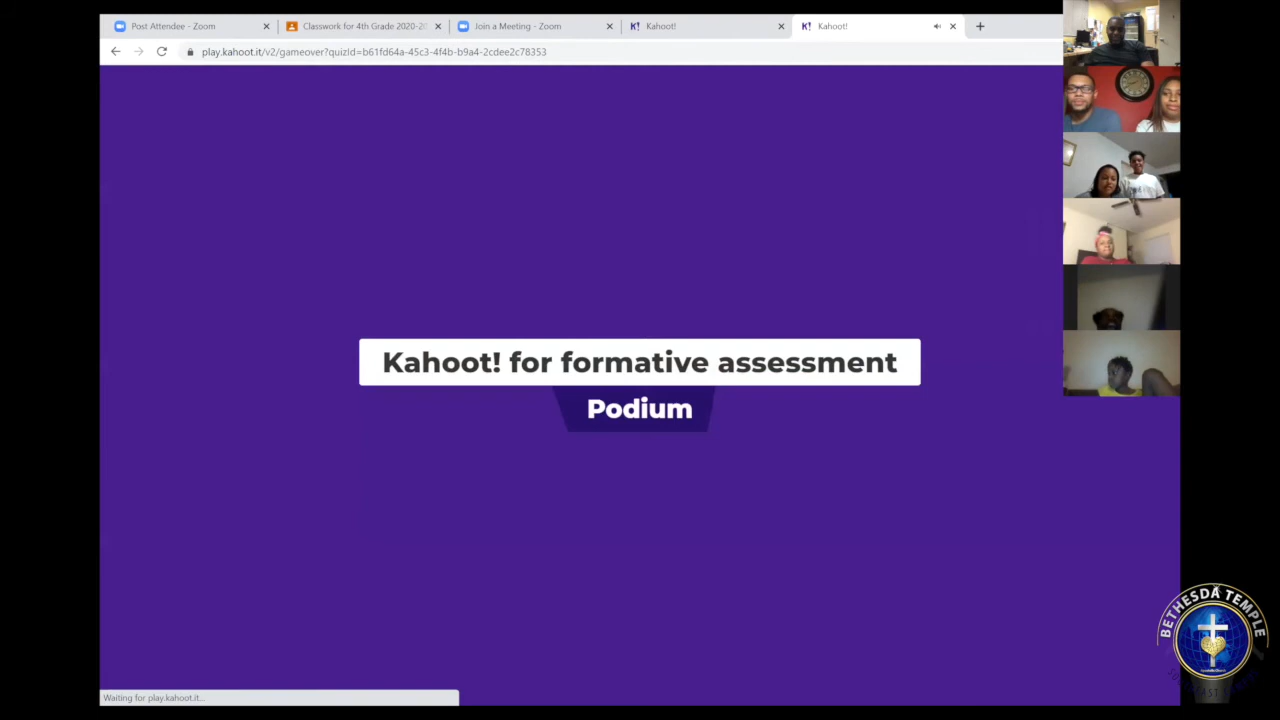 Post Attendee - Zoom
Classwork for 4th Grade 2020-20
Join a Meeting - Zoom
Kahoot!
Kahoot!
play.kahoot.it/v2/gameover?quizId=b61fd64a-45c3-4f4b-b9a4-2cdee2c78353
Kahoot! for formative assessment
Podium
Waiting for play.kahoot.it...
BETHESDA TEMPLE